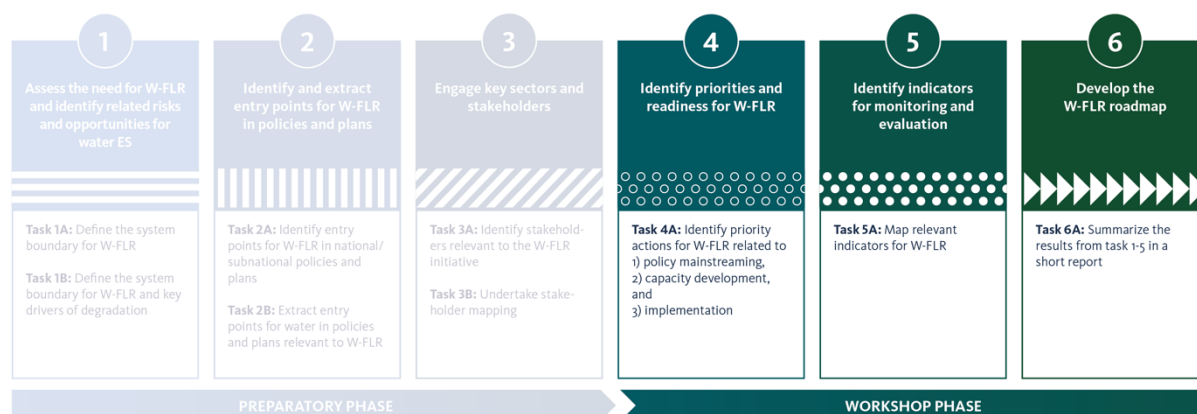 1
Assess the need for W-FLR
and identify related risks
and opportunities for
water ES
Task 1A: Define the system
boundary for W-FLR
Task 1B: Define the system
boundary for W-FLR and key
drivers of degradation
2
Identify and extract
entry points for W-FLR
in policies and plans
Task 2A: Identify entry
points for W-FLR in national/
subnational policies and
plans
Task 2B: Extract entry
points for water in policies
and plans relevant to W-FLR
3
Engage key sectors and
stakeholders
Task 3A: Identify stakehold-
ers relevant to the W-FLR
initiative
Task 3B: Undertake stake-
holder mapping
4
Identify priorities and
readiness for W-FLR
Task 4A: Identify priority
actions for W-FLR related to
1) policy mainstreaming,
2) capacity development,
and
3) implementation
5
Identify indicators
for monitoring and
evaluation
Task 5A: Map relevant
indicators for W-FLR
6
Develop the
W-FLR roadmap
Task 6A: Summarize the
results from task 1-5 in a
short report
PREPARATORY PHASE
WORKSHOP PHASE